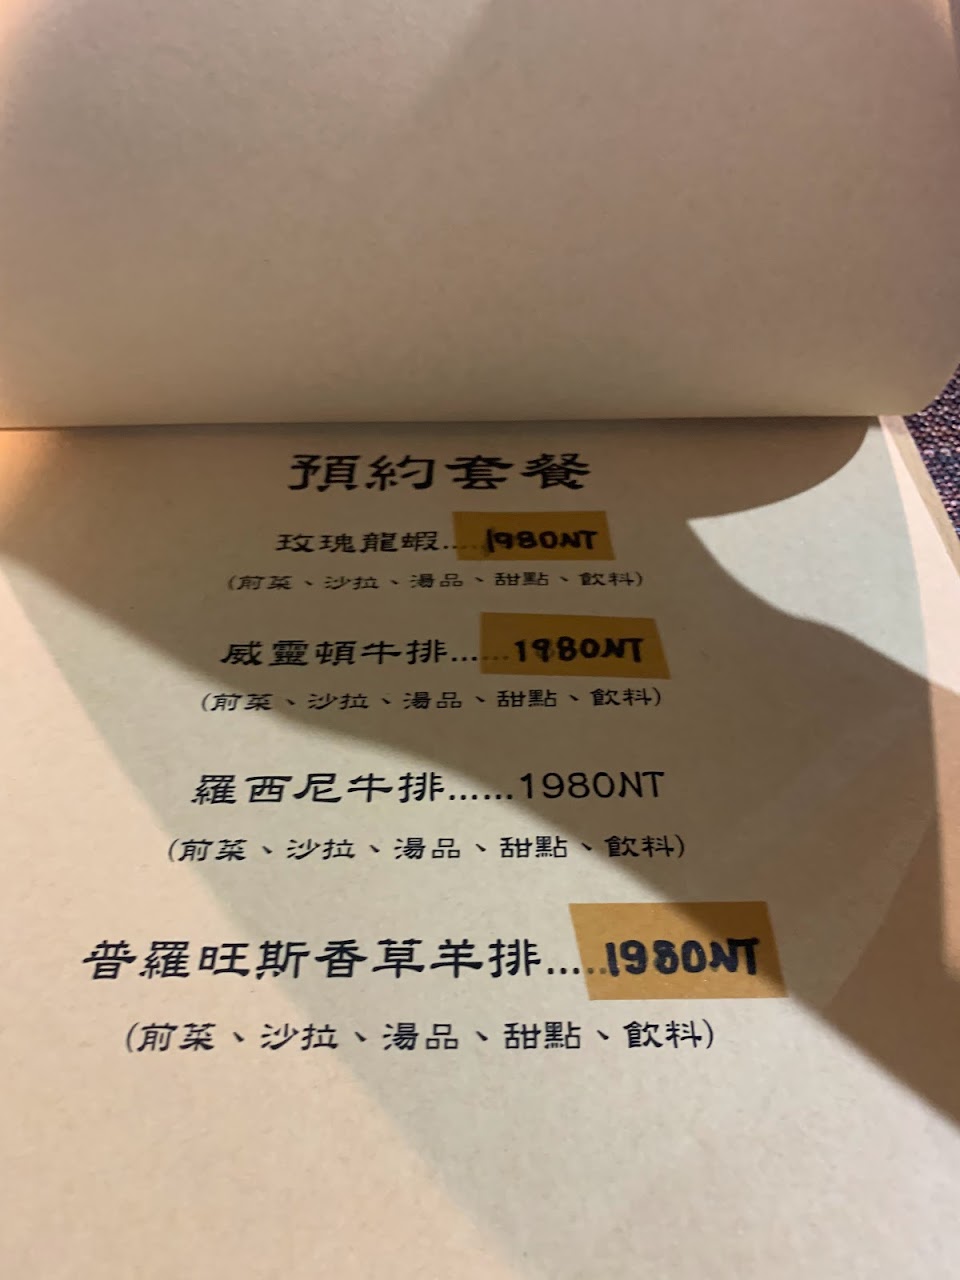 預約套餐
玫瑰龍蝦....1980NT
(前菜、沙拉、湯品、甜點、飲料)
威靈頓牛排......1980NT
(前菜、沙拉、湯品、甜點、飲料)
羅西尼牛排......1980NT
(前菜、沙拉、湯品、甜點、飲料)
普羅旺斯香草羊排.....1980NT
(前菜、沙拉、湯品、甜點、飲料)